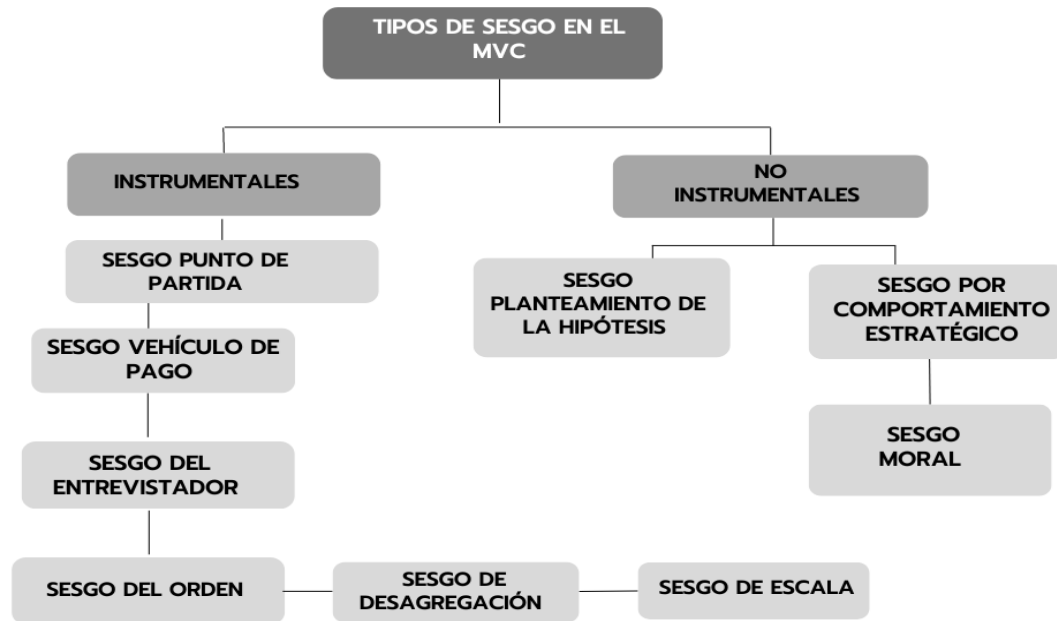 TIPOS DE SESGO EN EL
MVC
INSTRUMENTALES
NO
INSTRUMENTALES
SESGO PUNTO DE
PARTIDA
SESGO VEHÍCULO DE
PAGO
SESGO DEL
ENTREVISTADOR
SESGO DEL ORDEN
SESGO DE
DESAGREGACIÓN
SESGO DE ESCALA
SESGO
PLANTEAMIENTO DE
LA HIPÓTESIS
SESGO POR
COMPORTAMIENTO
ESTRATÉGICO
SESGO
MORAL